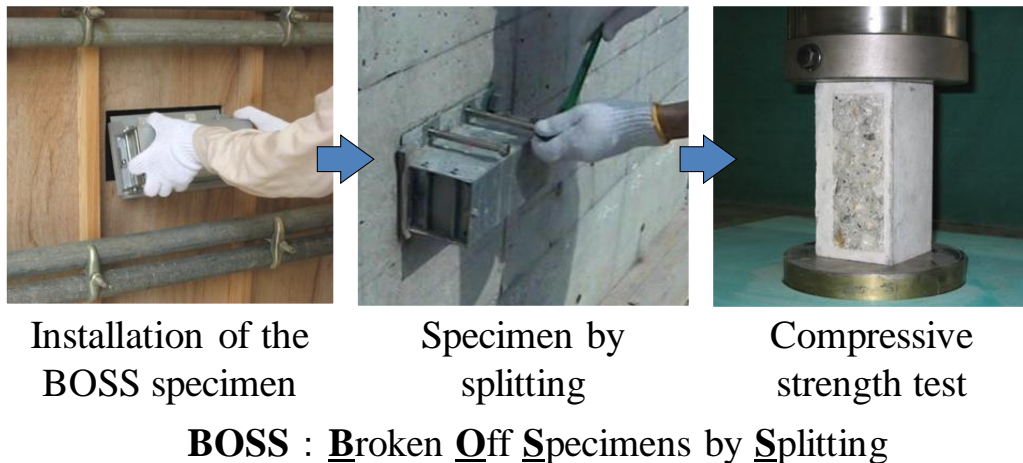 Installation of the
BOSS specimen
Specimen by
splitting
Compressive
strength test
BOSS : Broken Off Specimens by Splitting